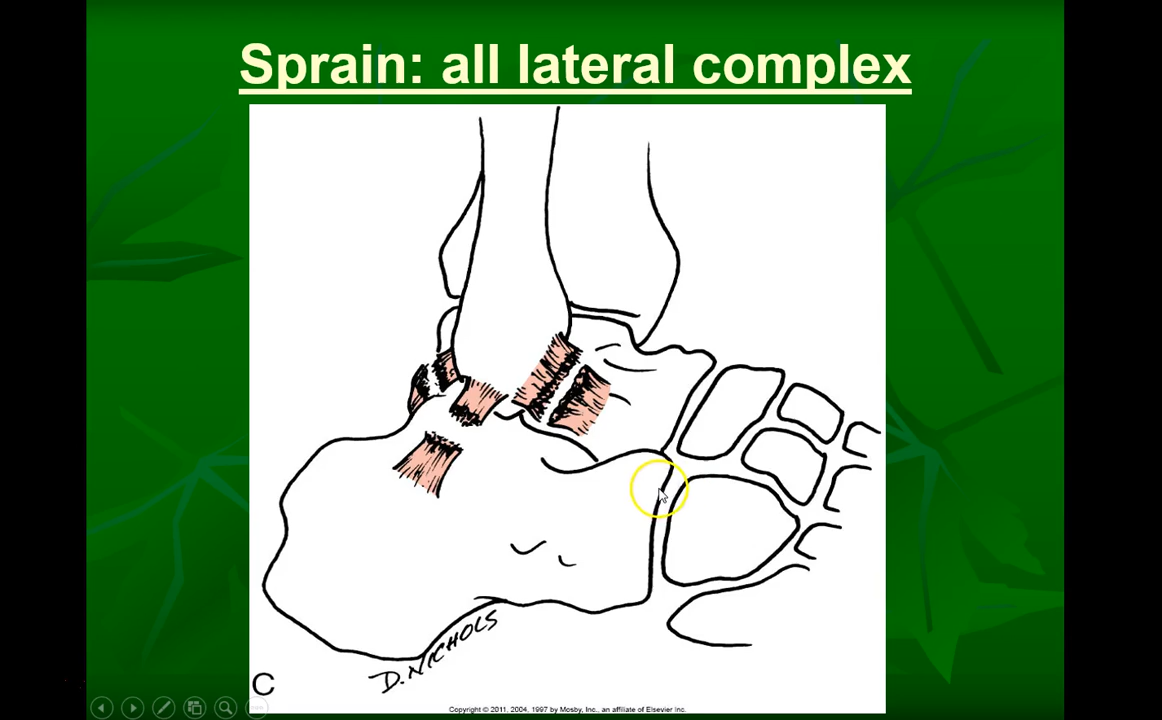 Sprain: all lateral complex
D. NICHOLS
C
Copyright © 2011, 2004, 1997 by Mosby, Inc., an affiliate of Elsevier Inc.